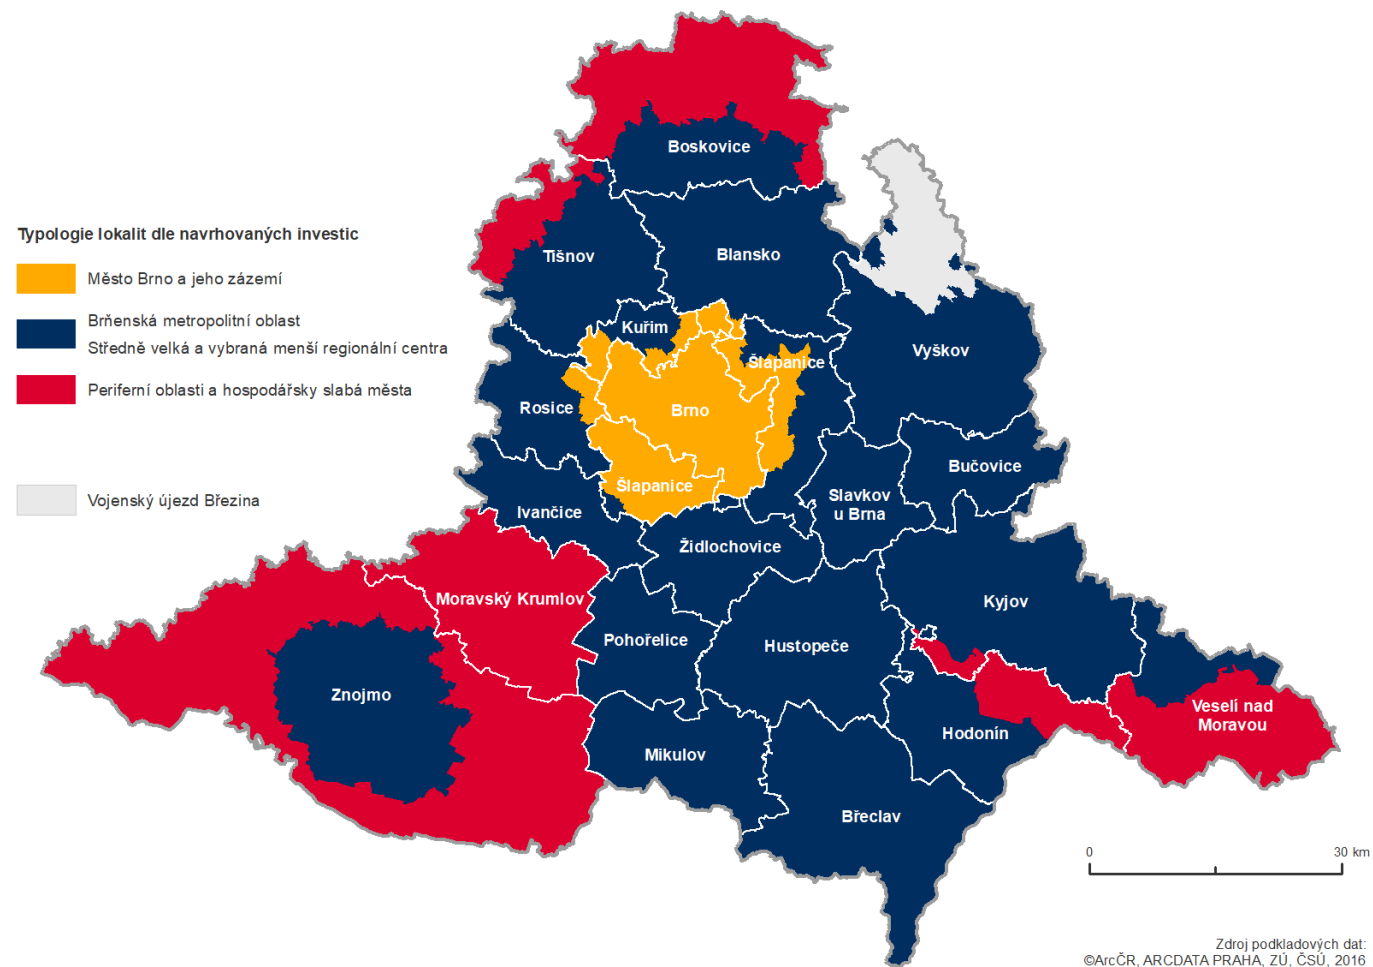 Typologie lokalit dle navrhovaných investic
Město Brno a jeho zázemí
Brňenská metropolitní oblast
Středně velká a vybraná menší regionální centra
Periferní oblasti a hospodářsky slabá města
Vojenský újezd Březina
Boskovice
Tišnov
Blansko
Kuřim
Šlapanice
Vyškov
Rosice
Brno
Bučovice
Šlapanice
Slavkov
u Brna
Ivančice
Židlochovice
Moravský Krumlov
Kyjov
Pohořelice
Hustopeče
Znojmo
Veselí nad
Moravou
Hodonín
Mikulov
Břeclav
0 30 km
Zdroj podkladových dat:
©ArcČR, ARCDATA PRAHA, ZÚ, ČSÚ, 2016